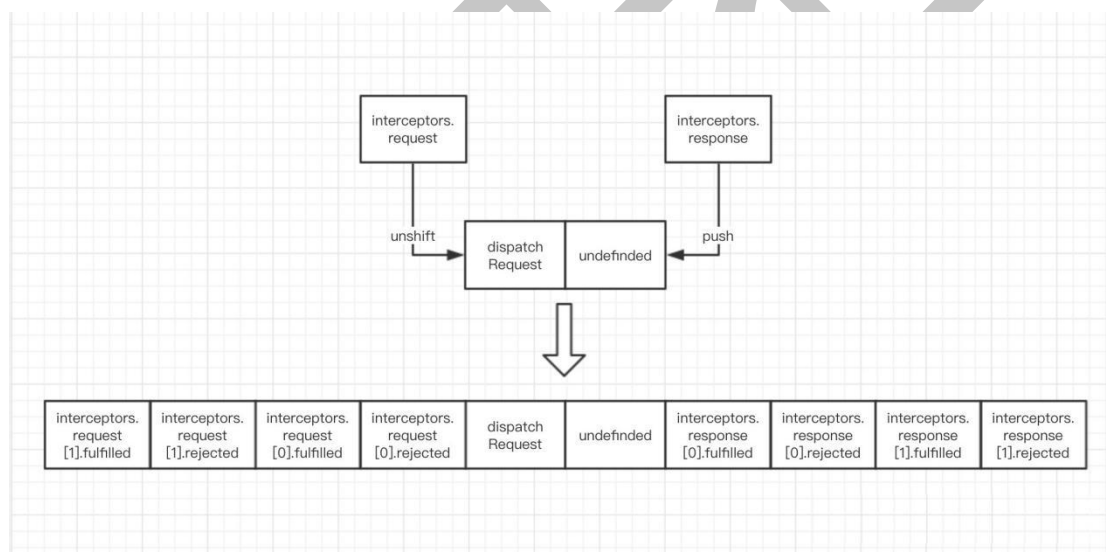 interceptors.
request
interceptors.
response
unshift
push
dispatch
Request
undefinded
interceptors.
request
[1].fulfilled
interceptors.
request
[1].rejected
interceptors.
request
[0].fulfilled
interceptors.
request
[0].rejected
dispatch
Request
undefinded
interceptors.
response
[0].fulfilled
interceptors.
response
[0].rejected
interceptors.
response
[1].fulfilled
interceptors.
response
[1].rejected